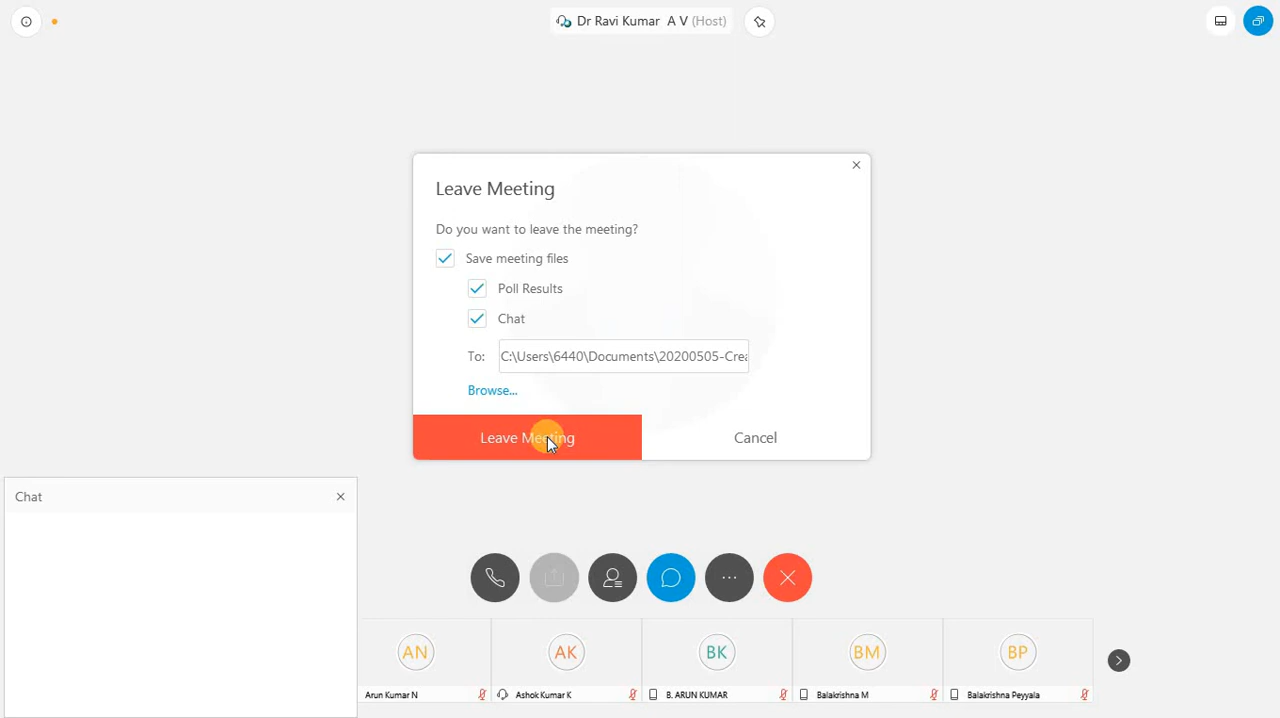 Dr Ravi Kumar A V (Host)
Leave Meeting
Do you want to leave the meeting?
Save meeting files
Poll Results
Chat
To: C:\Users\6440\Documents\20200505-Crea
Browse...
Leave Meeting
Cancel
Chat
AN
AK
BK
BM
BP
Arun Kumar N
Ashok Kumar K
B. ARUN KUMAR
Balakrishna M
Balakrishna Peyyala